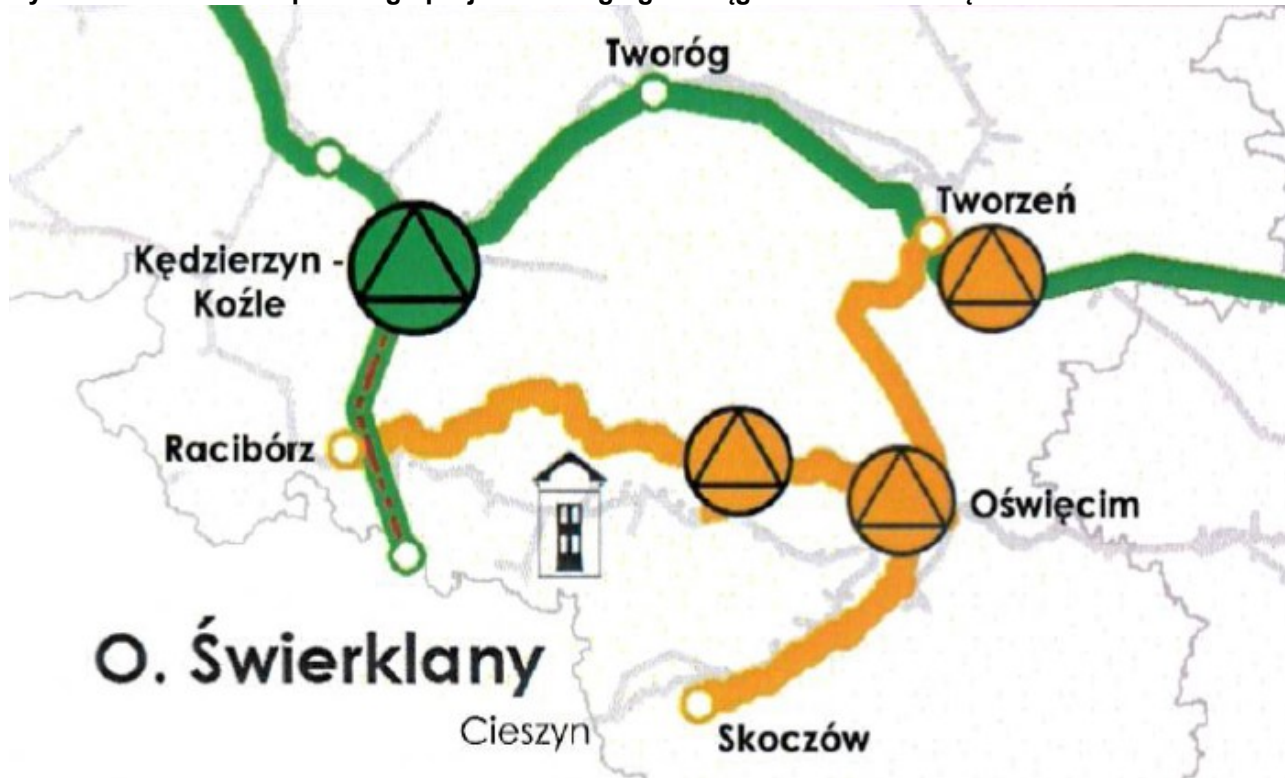 Tworóg
Tworzeń
Kędzierzyn -
Koźle
Racibórz
Oświęcim
O. Świerklany
Cieszyn
Skoczów